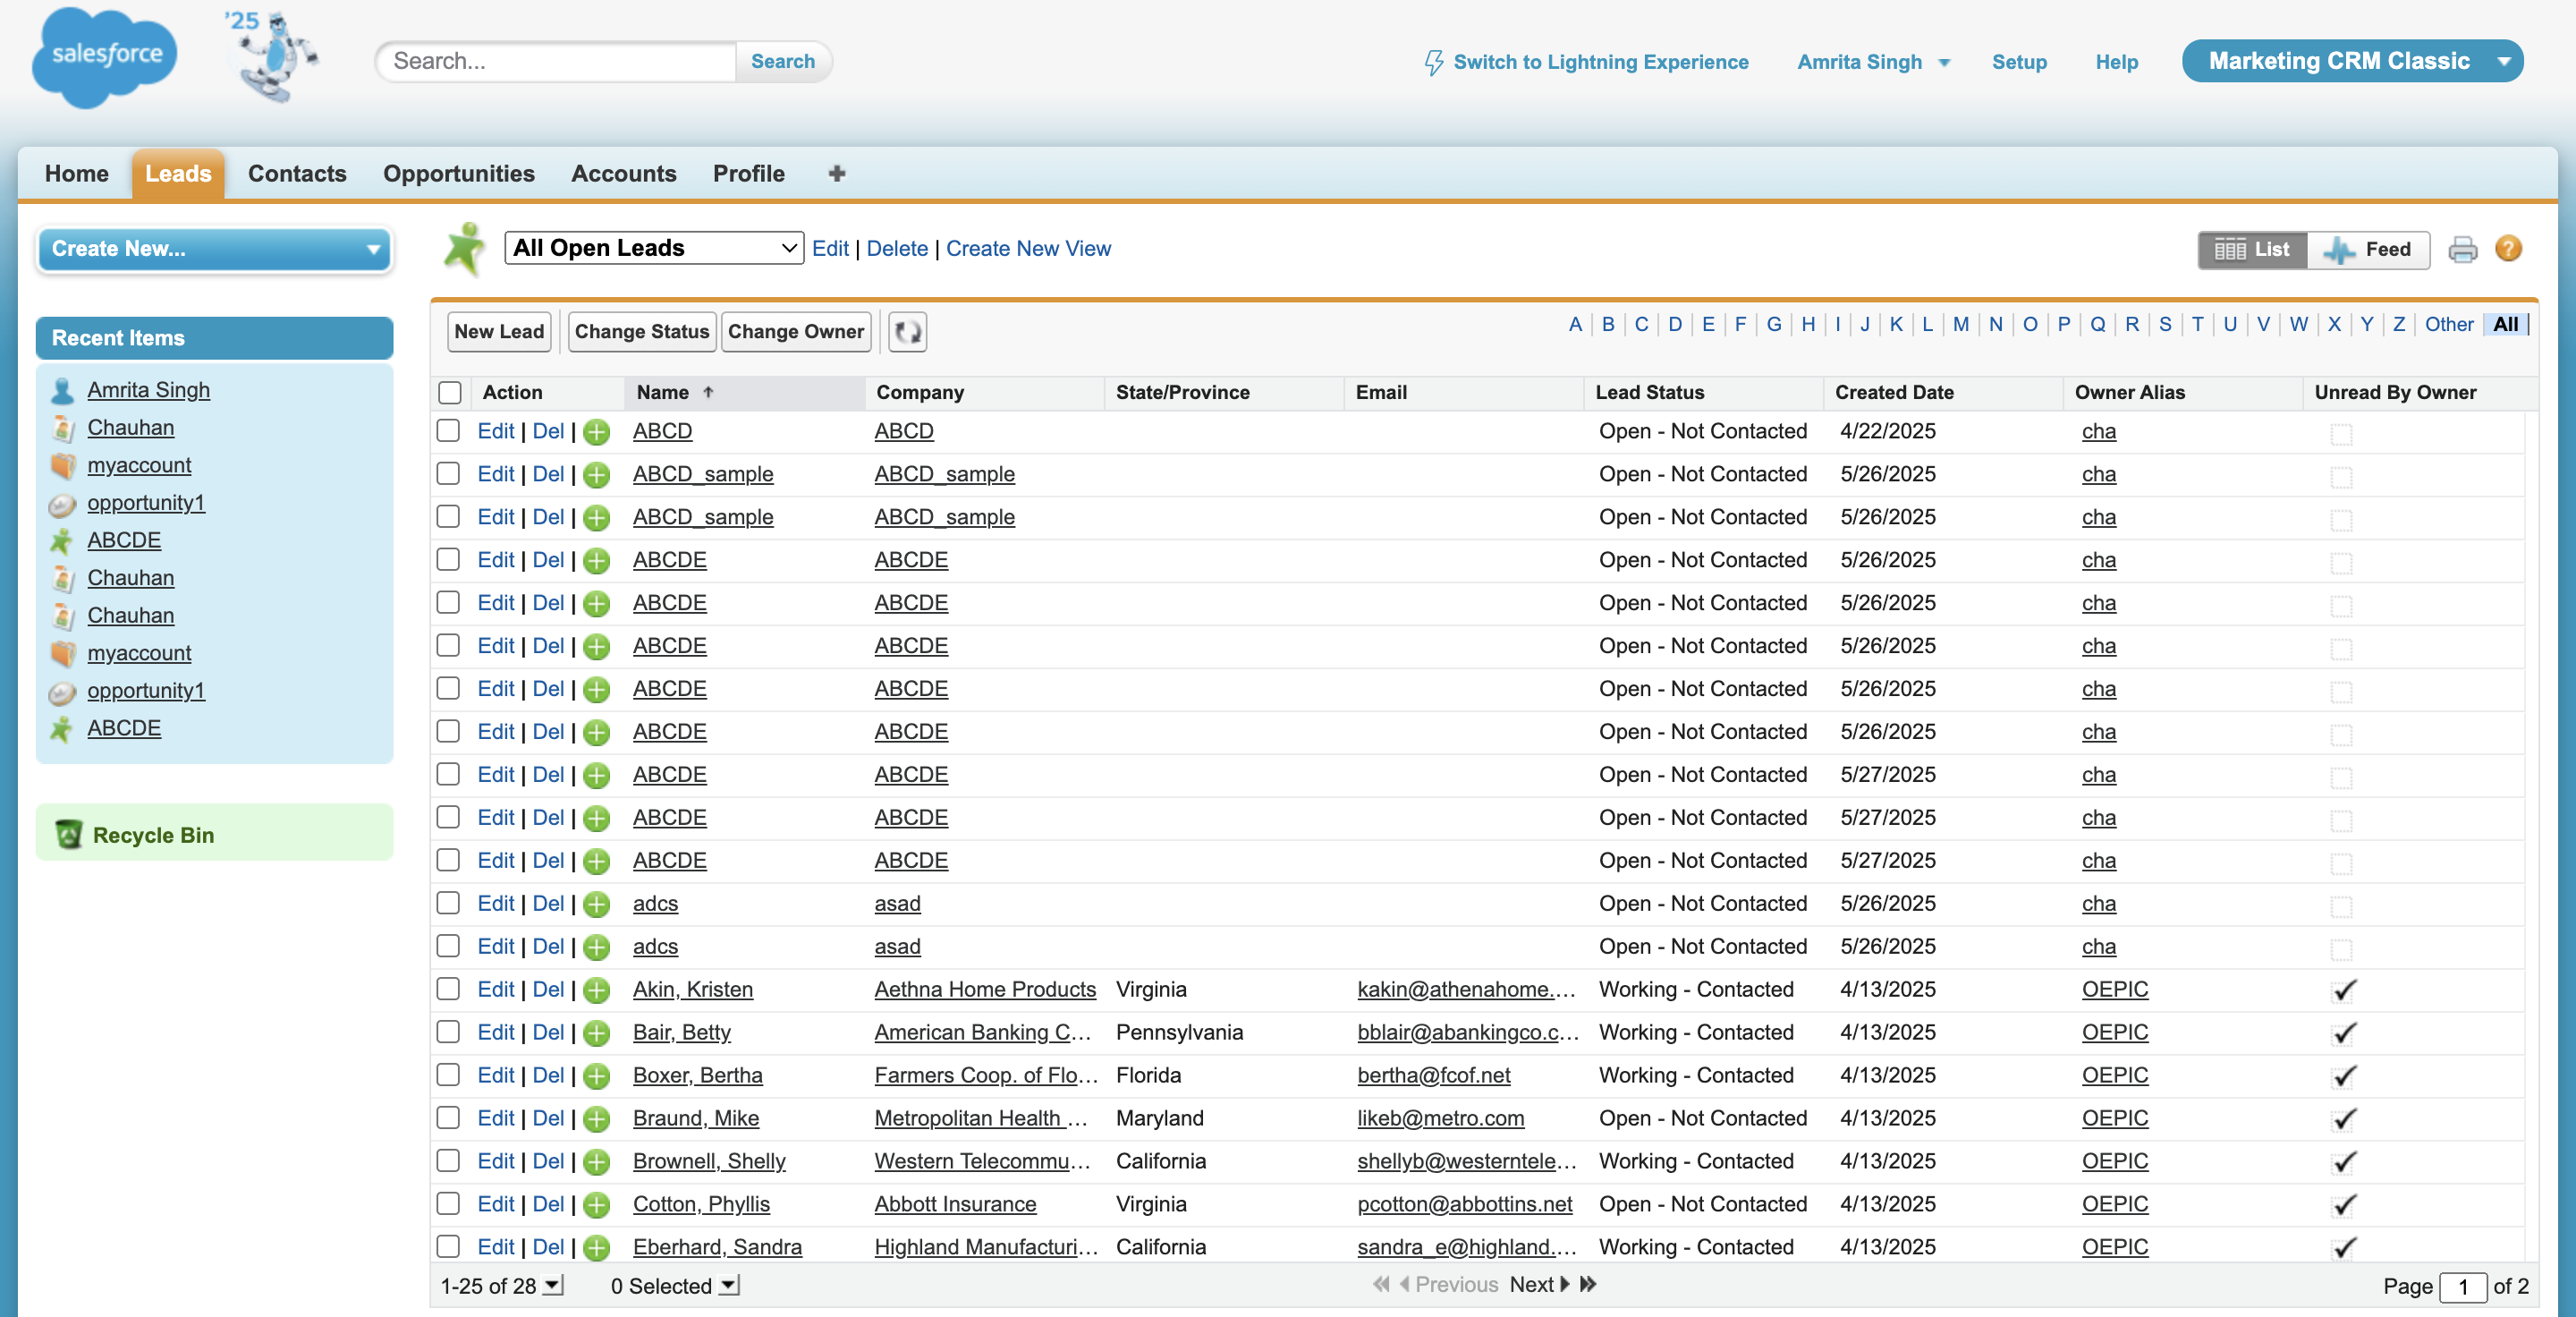 salesforce
'25
Search...
Search
Switch to Lightning Experience
Amrita Singh
Setup
Help
Marketing CRM Classic
Home Leads Contacts Opportunities Accounts Profile +
Create New...
Recent Items
Amrita Singh
Chauhan
myaccount
opportunity1
ABCDE
Chauhan
Chauhan
myaccount
opportunity1
ABCDE
Recycle Bin
All Open Leads Edit | Delete | Create New View
List Feed ?
New Lead Change Status Change Owner
A | B | C | D | E | F | G | H | I | J | K | L | M | N | O | P | Q | R | S | T | U | V | W | X | Y | Z | Other | All
Action Name Company State/Province Email Lead Status Created Date Owner Alias Unread By Owner
Edit | Del | ABCD ABCD Open - Not Contacted 4/22/2025 cha
Edit | Del | ABCD_sample ABCD_sample Open - Not Contacted 5/26/2025 cha
Edit | Del | ABCD_sample ABCD_sample Open - Not Contacted 5/26/2025 cha
Edit | Del | ABCDE ABCDE Open - Not Contacted 5/26/2025 cha
Edit | Del | ABCDE ABCDE Open - Not Contacted 5/26/2025 cha
Edit | Del | ABCDE ABCDE Open - Not Contacted 5/26/2025 cha
Edit | Del | ABCDE ABCDE Open - Not Contacted 5/26/2025 cha
Edit | Del | ABCDE ABCDE Open - Not Contacted 5/26/2025 cha
Edit | Del | ABCDE ABCDE Open - Not Contacted 5/27/2025 cha
Edit | Del | ABCDE ABCDE Open - Not Contacted 5/27/2025 cha
Edit | Del | ABCDE ABCDE Open - Not Contacted 5/27/2025 cha
Edit | Del | adcs asad Open - Not Contacted 5/26/2025 cha
Edit | Del | adcs asad Open - Not Contacted 5/26/2025 cha
Edit | Del | Akin, Kristen Aethna Home Products Virginia kakin@athenahome.... Working - Contacted 4/13/2025 OEPIC
Edit | Del | Bair, Betty American Banking C... Pennsylvania bblair@abankingco.c... Working - Contacted 4/13/2025 OEPIC
Edit | Del | Boxer, Bertha Farmers Coop. of Flo... Florida bertha@fcof.net Working - Contacted 4/13/2025 OEPIC
Edit | Del | Braund, Mike Metropolitan Health ... Maryland likeb@metro.com Open - Not Contacted 4/13/2025 OEPIC
Edit | Del | Brownell, Shelly Western Telecommu... California shellyb@westerntele... Working - Contacted 4/13/2025 OEPIC
Edit | Del | Cotton, Phyllis Abbott Insurance Virginia pcotton@abbottins.net Open - Not Contacted 4/13/2025 OEPIC
Edit | Del | Eberhard, Sandra Highland Manufacturi... California sandra_e@highland.... Working - Contacted 4/13/2025 OEPIC
1-25 of 28 0 Selected Previous Next Page 1 of 2